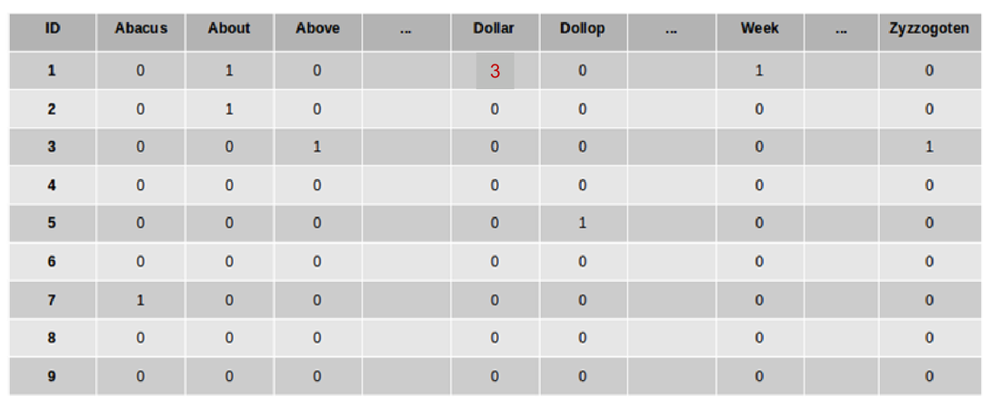 ID Abacus About Above ... Dollar Dollop ... Week ... Zyzzogoten
1 0 1 0 3 0 1 0
2 0 1 0 0 0 0 0
3 0 0 1 0 0 0 1
4 0 0 0 0 0 0 0
5 0 0 0 0 1 0 0
6 0 0 0 0 0 0 0
7 1 0 0 0 0 0 0
8 0 0 0 0 0 0 0
9 0 0 0 0 0 0 0